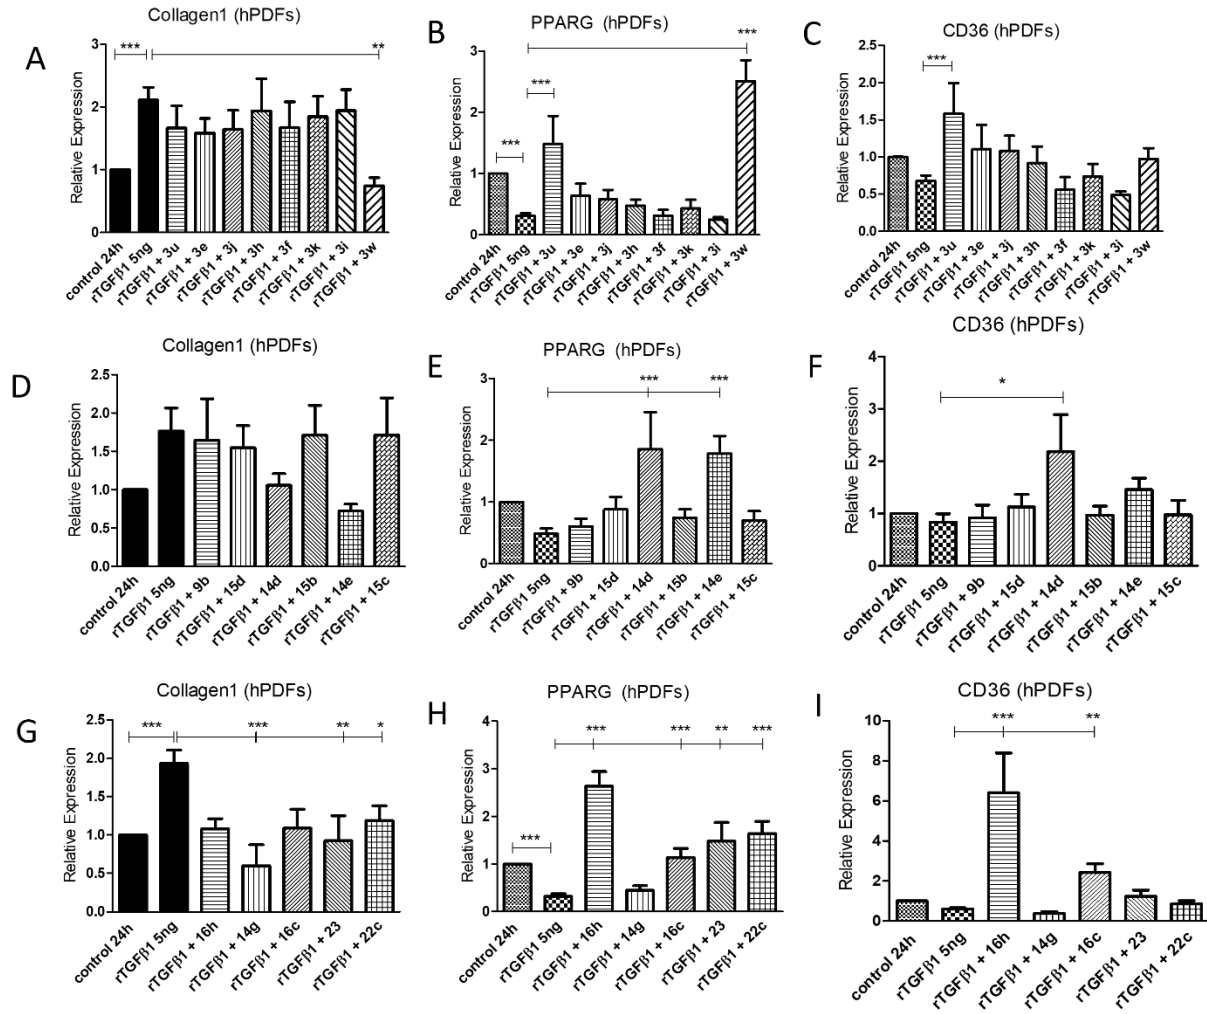 A
Collagen1 (hPDFs)
Relative Expression
3
2
1
0
***
**
control 24h
rTGFβ1 5ng
rTGFβ1 + 3u
rTGFβ1 + 3e
rTGFβ1 + 3j
rTGFβ1 + 3h
rTGFβ1 + 3f
rTGFβ1 + 3k
rTGFβ1 + 3i
rTGFβ1 + 3w
B
PPARG (hPDFs)
Relative Expression
3
2
1
0
***
***
***
control 24h
rTGFβ1 5ng
rTGFβ1 + 3u
rTGFβ1 + 3e
rTGFβ1 + 3j
rTGFβ1 + 3h
rTGFβ1 + 3f
rTGFβ1 + 3k
rTGFβ1 + 3i
rTGFβ1 + 3w
C
CD36 (hPDFs)
Relative Expression
2.5
2.0
1.5
1.0
0.5
0.0
***
control 24h
rTGFβ1 5ng
rTGFβ1 + 3u
rTGFβ1 + 3e
rTGFβ1 + 3j
rTGFβ1 + 3h
rTGFβ1 + 3f
rTGFβ1 + 3k
rTGFβ1 + 3i
rTGFβ1 + 3w
D
Collagen1 (hPDFs)
Relative Expression
2.5
2.0
1.5
1.0
0.5
0.0
control 24h
rTGFβ1 5ng
rTGFβ1 + 9b
rTGFβ1 + 15d
rTGFβ1 + 14d
rTGFβ1 + 15b
rTGFβ1 + 14e
rTGFβ1 + 15c
E
PPARG (hPDFs)
Relative Expression
3
2
1
0
***
***
control 24h
rTGFβ1 5ng
rTGFβ1 + 9b
rTGFβ1 + 15d
rTGFβ1 + 14d
rTGFβ1 + 15b
rTGFβ1 + 14e
rTGFβ1 + 15c
F
CD36 (hPDFs)
Relative Expression
4
3
2
1
0
*
control 24h
rTGFβ1 5ng
rTGFβ1 + 9b
rTGFβ1 + 15d
rTGFβ1 + 14d
rTGFβ1 + 15b
rTGFβ1 + 14e
rTGFβ1 + 15c
G
Collagen1 (hPDFs)
Relative Expression
2.5
2.0
1.5
1.0
0.5
0.0
***
***
**
*
control 24h
rTGFβ1 5ng
rTGFβ1 + 16h
rTGFβ1 + 14g
rTGFβ1 + 16c
rTGFβ1 + 23
rTGFβ1 + 22c
H
PPARG (hPDFs)
Relative Expression
4
3
2
1
0
***
***
***
**
***
control 24h
rTGFβ1 5ng
rTGFβ1 + 16h
rTGFβ1 + 14g
rTGFβ1 + 16c
rTGFβ1 + 23
rTGFβ1 + 22c
I
CD36 (hPDFs)
Relative Expression
10
8
6
4
2
0
***
**
control 24h
rTGFβ1 5ng
rTGFβ1 + 16h
rTGFβ1 + 14g
rTGFβ1 + 16c
rTGFβ1 + 23
rTGFβ1 + 22c